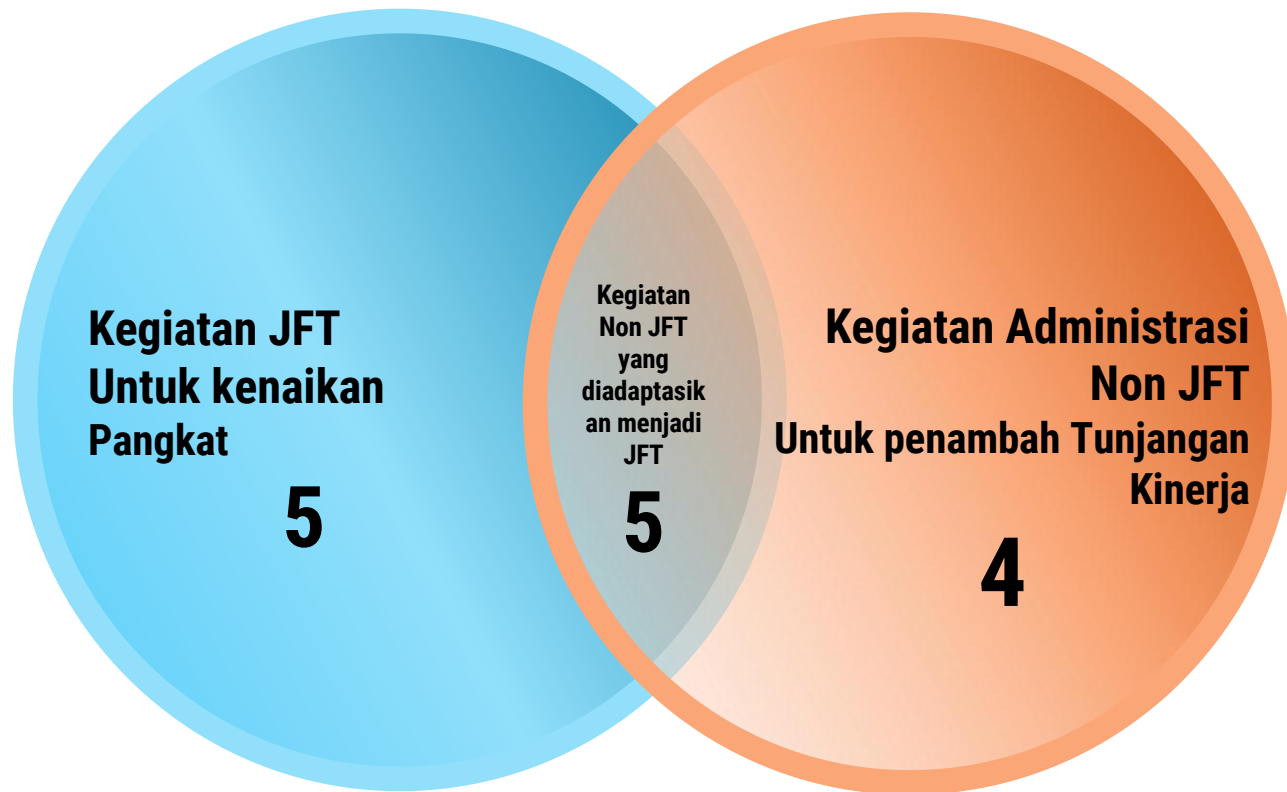 Kegiatan JFT
Untuk kenaikan
Pangkat
5
Kegiatan
Non JFT
yang
diadaptasik
an menjadi
JFT
5
Kegiatan Administrasi
Non JFT
Untuk penambah Tunjangan
Kinerja
4